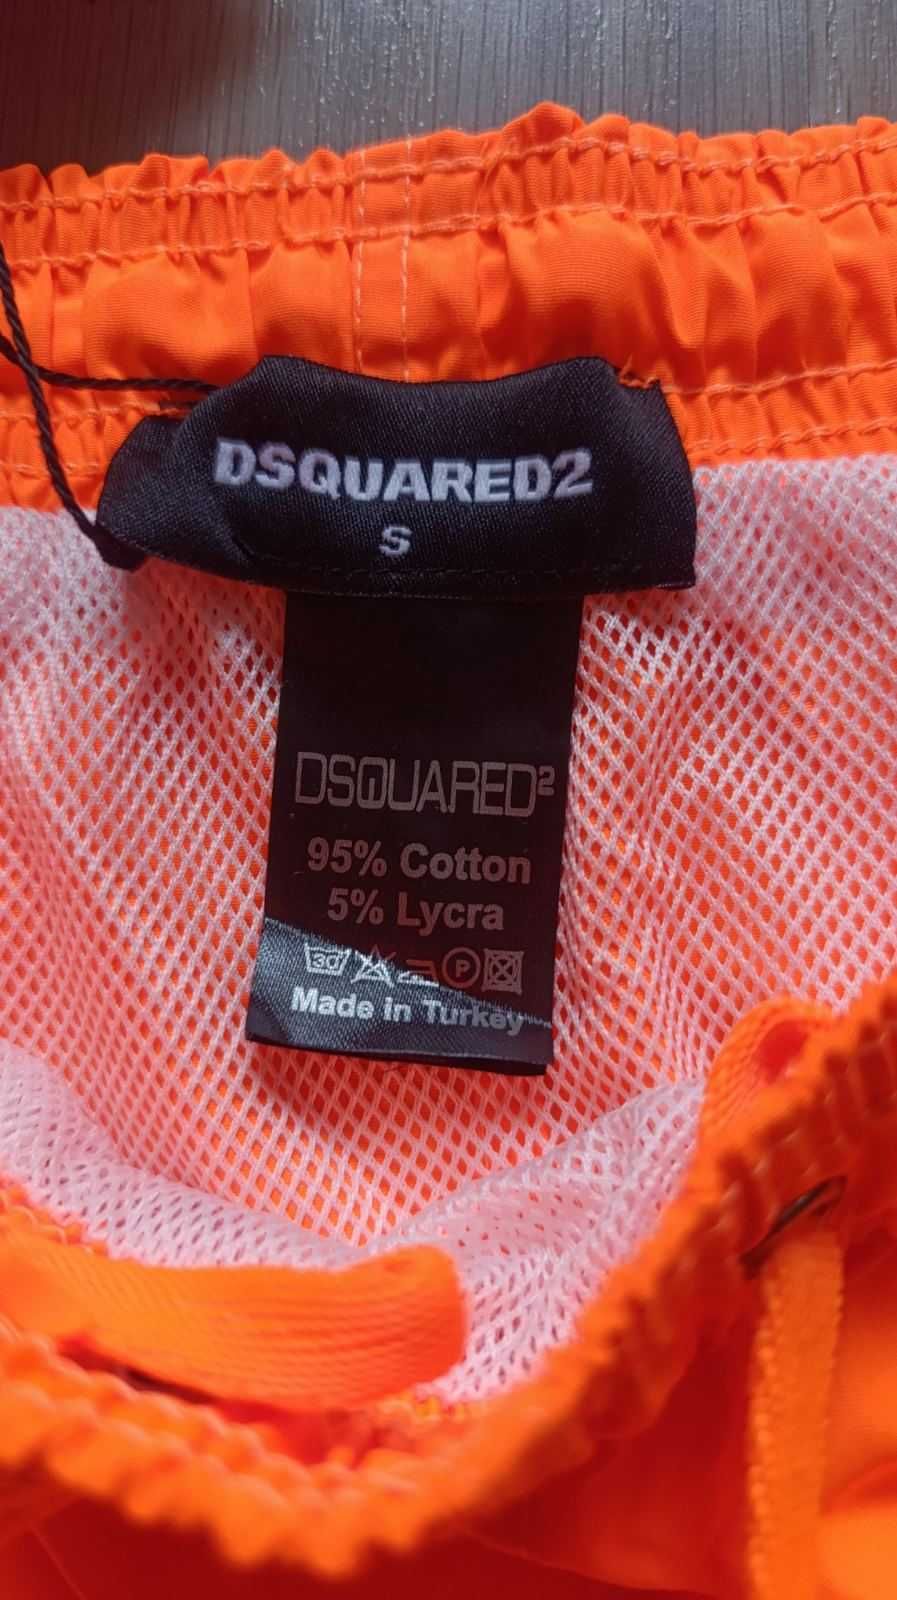 DSQUARED2
S
DSQUARED²
95% Cotton
5% Lycra
30 P
Made in Turkey